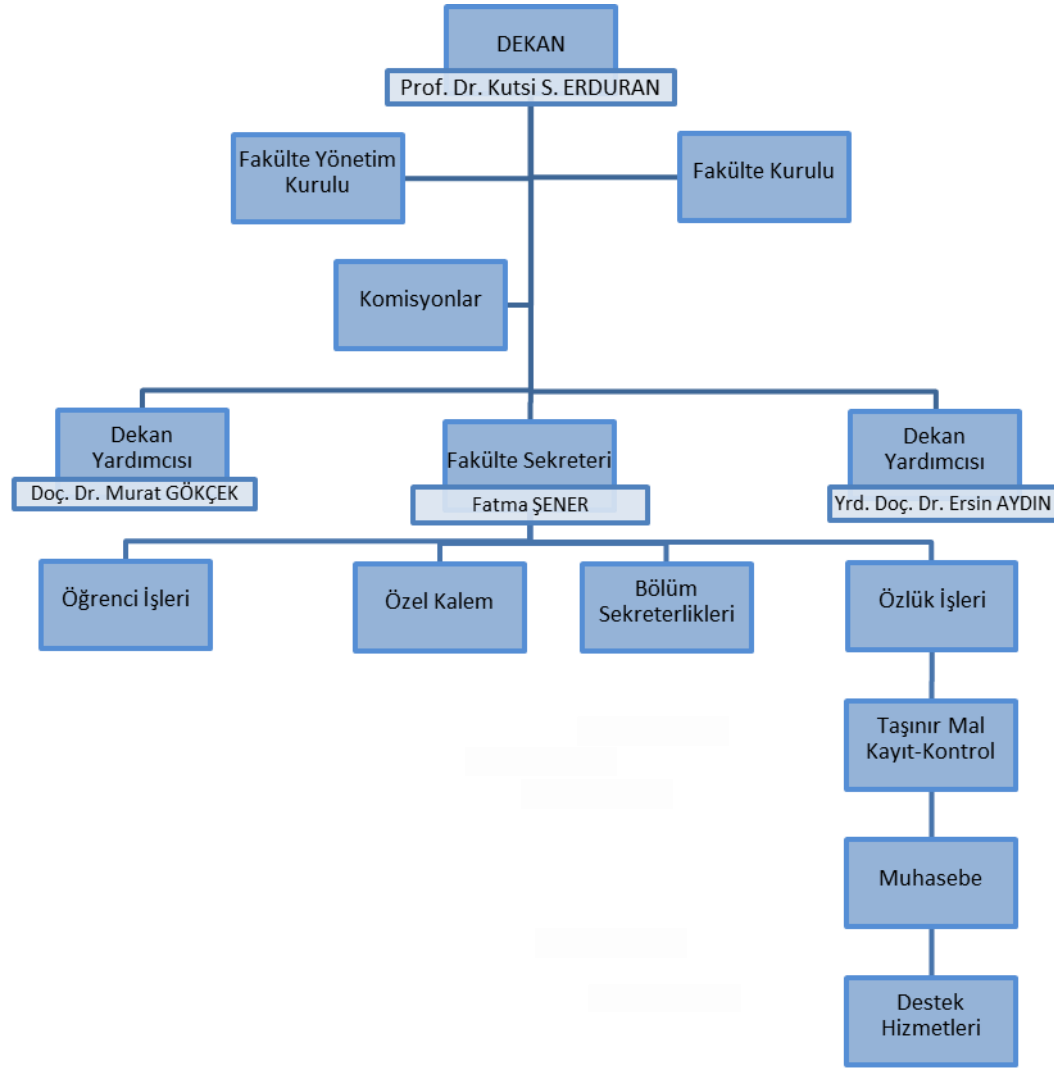 DEKAN
Prof. Dr. Kutsi S. ERDURAN
Fakülte Yönetim
Kurulu
Fakülte Kurulu
Komisyonlar
Dekan
Yardımcısı
Doç. Dr. Murat GÖKÇEK
Fakülte Sekreteri
Fatma ŞENER
Dekan
Yardımcısı
Yrd. Doç. Dr. Ersin AYDIN
Öğrenci İşleri
Özel Kalem
Bölüm
Sekreterlikleri
Özlük İşleri
Taşınır Mal
Kayıt-Kontrol
Muhasebe
Destek
Hizmetleri